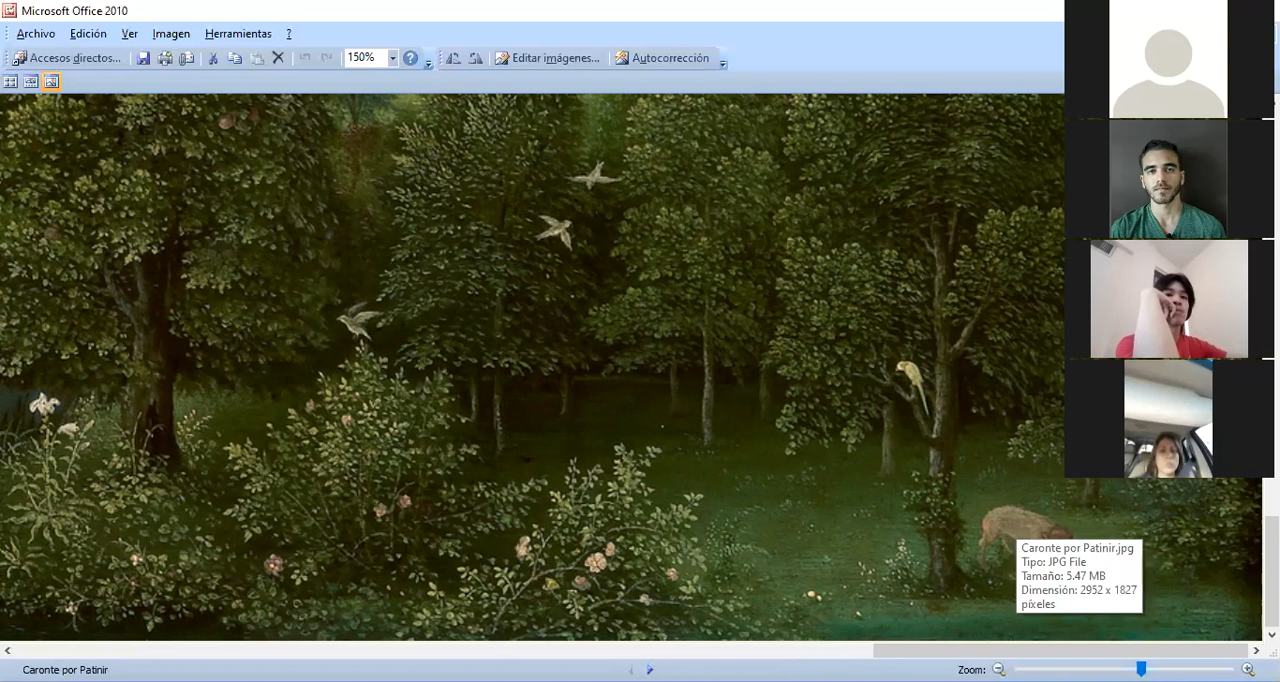 Microsoft Office 2010
Archivo Edición Ver Imagen Herramientas ?
Accesos directos... 150% Editar imágenes... Autocorrección
Caronte por Patinir.jpg
Tipo: JPG File
Tamaño: 5.47 MB
Dimensión: 2952 x 1827
píxeles
Caronte por Patinir Zoom: